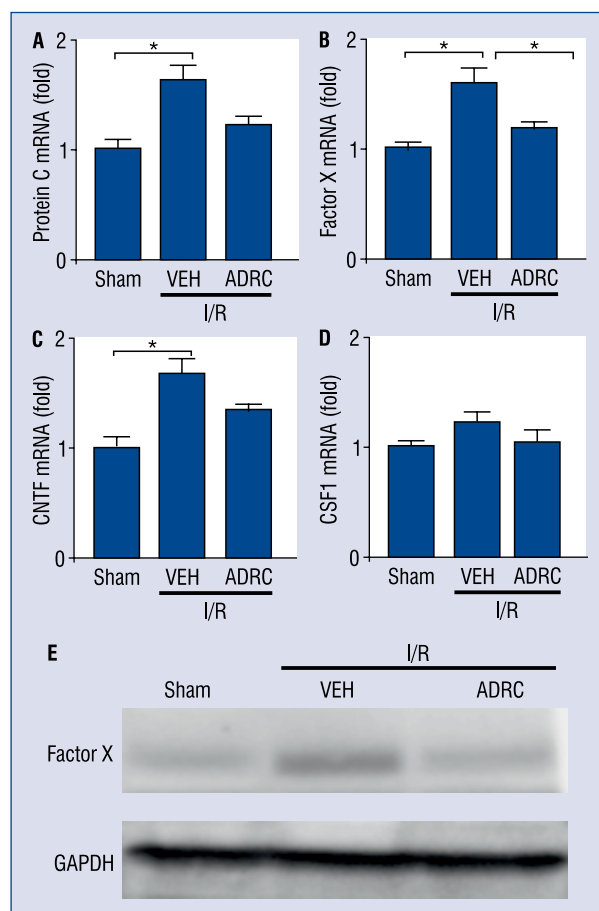 A
Protein C mRNA (fold)
2
1
0
*
Sham VEH ADRC
I/R
B
Factor X mRNA (fold)
2
1
0
* *
Sham VEH ADRC
I/R
C
CNTF mRNA (fold)
2
1
0
*
Sham VEH ADRC
I/R
D
CSF1 mRNA (fold)
2
1
0
Sham VEH ADRC
I/R
E
I/R
Sham VEH ADRC
Factor X
GAPDH